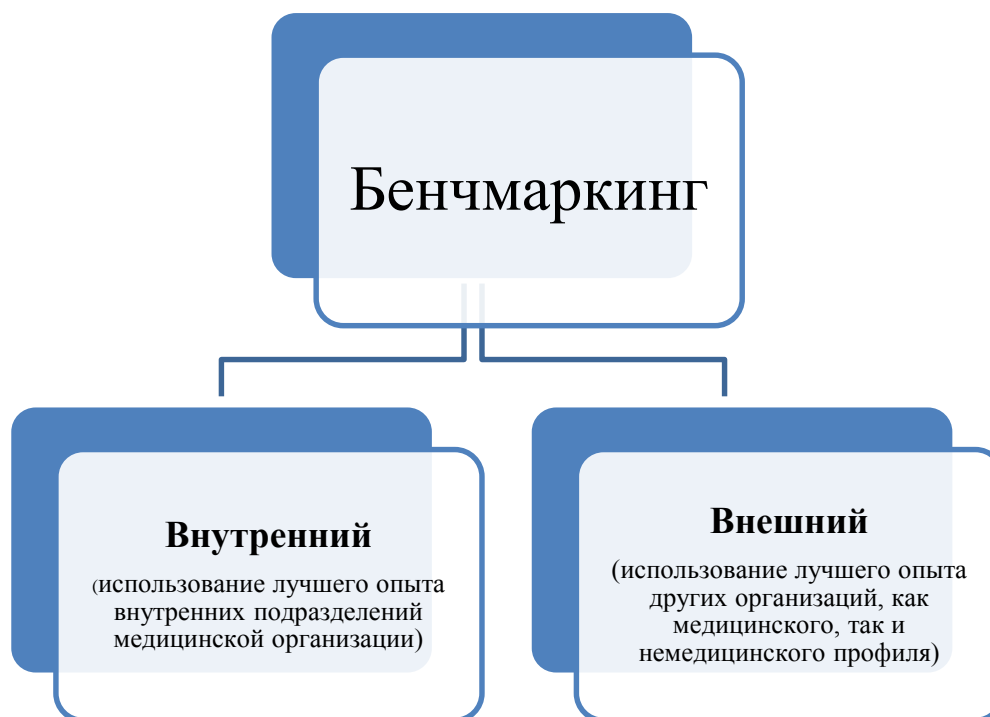 Бенчмаркинг
Внутренний
(использование лучшего опыта
внутренних подразделений
медицинской организации)
Внешний
(использование лучшего опыта
других организаций, как
медицинского, так и
немедицинского профиля)